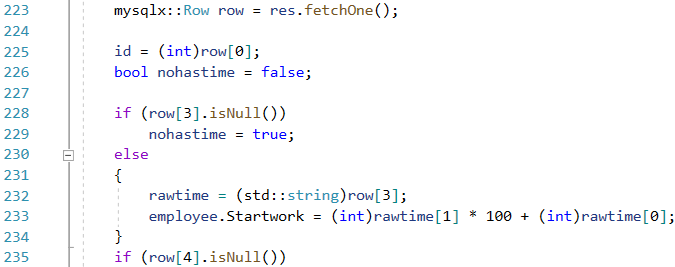 223 mysqlx::Row row = res.fetchOne();
224
225 id = (int)row[0];
226 bool nohastime = false;
227
228 if (row[3].isNull())
229 nohastime = true;
230 else
231 {
232 rawtime = (std::string)row[3];
233 employee.Startwork = (int)rawtime[1] * 100 + (int)rawtime[0];
234 }
235 if (row[4].isNull())